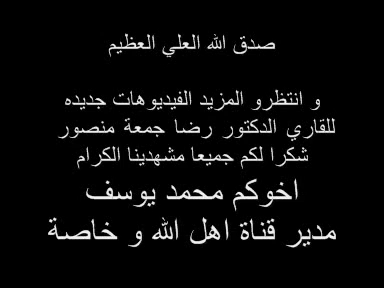 صدق الله العلي العظيم
و انتظرو المزيد الفيديوهات جديده
للقاري الدكتور رضا جمعة منصور
شكرا لكم جميعا مشهدينا الكرام
اخوكم محمد يوسف
مدير قناة اهل الله و خاصة